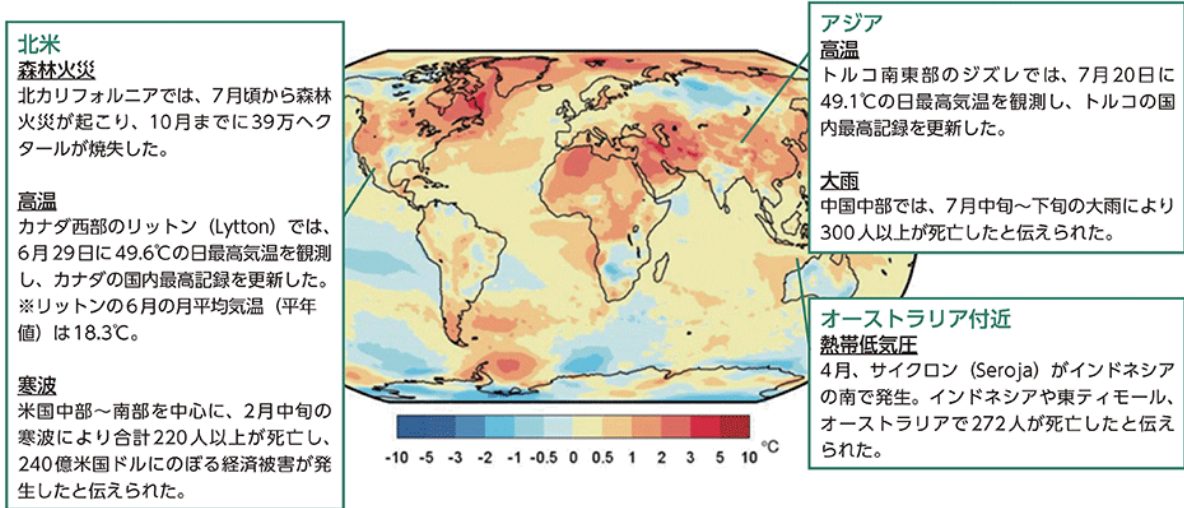 北米
森林火災
北カリフォルニアでは、7月頃から森林
火災が起こり、10月までに39万ヘク
タールが焼失した。
高温
カナダ西部のリットン（Lytton）では、
6月29日に49.6℃の日最高気温を観測
し、カナダの国内最高記録を更新した。
※リットンの6月の月平均気温（平年
値）は18.3℃。
寒波
米国中部～南部を中心に、2月中旬の
寒波により合計220人以上が死亡し、
240億米国ドルにのぼる経済被害が発
生したと伝えられた。
アジア
高温
トルコ南東部のジズレでは、7月20日に
49.1℃の日最高気温を観測し、トルコの国
内最高記録を更新した。
大雨
中国中部では、7月中旬～下旬の大雨により
300人以上が死亡したと伝えられた。
オーストラリア付近
熱帯低気圧
4月、サイクロン（Seroja）がインドネシア
の南で発生。インドネシアや東ティモール、
オーストラリアで272人が死亡したと伝え
られた。
-10 -5 -3 -2 -1 -0.5 0 0.5 1 2 3 5 10 ℃